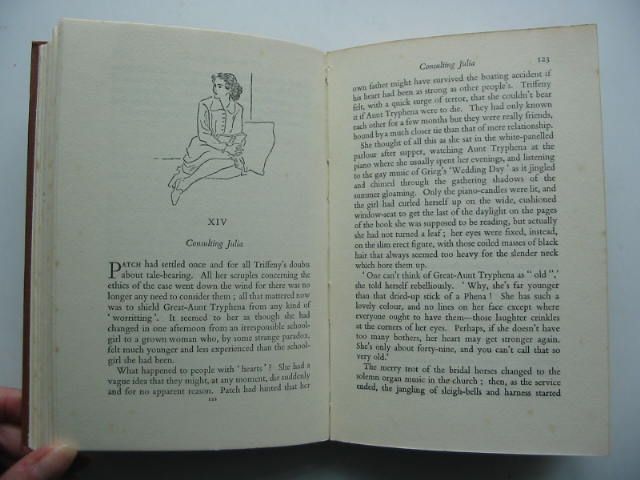 XIV
Consulting Julia
PATCH had settled once and for all Triffeny's doubts
about tale-bearing. All her scruples concerning the
ethics of the case went down the wind for there was no
longer any need to consider them; all that mattered now
was to shield Great-Aunt Tryphena from any kind of
'worritting'. It seemed to her as though she had
changed in one afternoon from an irresponsible school-
girl to a grown woman who, by some strange paradox,
felt much younger and less experienced than the school-
girl she had been.
What happened to people with 'hearts'? She had a
vague idea that they might, at any moment, die suddenly
and for no apparent reason. Patch had hinted that her
122
Consulting Julia 123
own father might have survived the boating accident if
his heart had been as strong as other people's. Triffeny
felt, with a quick surge of terror, that she couldn't bear
it if Aunt Tryphena were to die. They had only known
each other for a few months but they were really friends,
bound by a much closer tie than that of mere relationship.
She thought of all this as she sat in the white-panelled
parlour after supper, watching Aunt Tryphena at the
piano where she usually spent her evenings, and listening
to the gay music of Grieg's 'Wedding Day' as it jingled
and chimed through the gathering shadows of the
summer gloaming. Only the piano-candles were lit, and
the girl had curled herself up on the wide, cushioned
window-seat to get the last of the daylight on the pages
of the book she was supposed to be reading, but actually
she had not turned a leaf; her eyes were fixed, instead,
on the slim erect figure, with those coiled masses of black
hair that always seemed too heavy for the slender neck
which bore them up.
'One can't think of Great-Aunt Tryphena as "old",'
she told herself rebelliously. 'Why, she's far younger
than that dried-up stick of a Phena! She has such a
lovely colour, and no lines on her face except where
everyone ought to have them—those laughter crinkles
at the corners of her eyes. Perhaps, if she doesn't have
too many bothers, her heart may get stronger again.
She's only about forty-nine, and you can't call that so
very old.'
The merry trot of the bridal horses changed to the
solemn organ music in the church; then, as the service
ended, the jangling of sleigh-bells and harness started